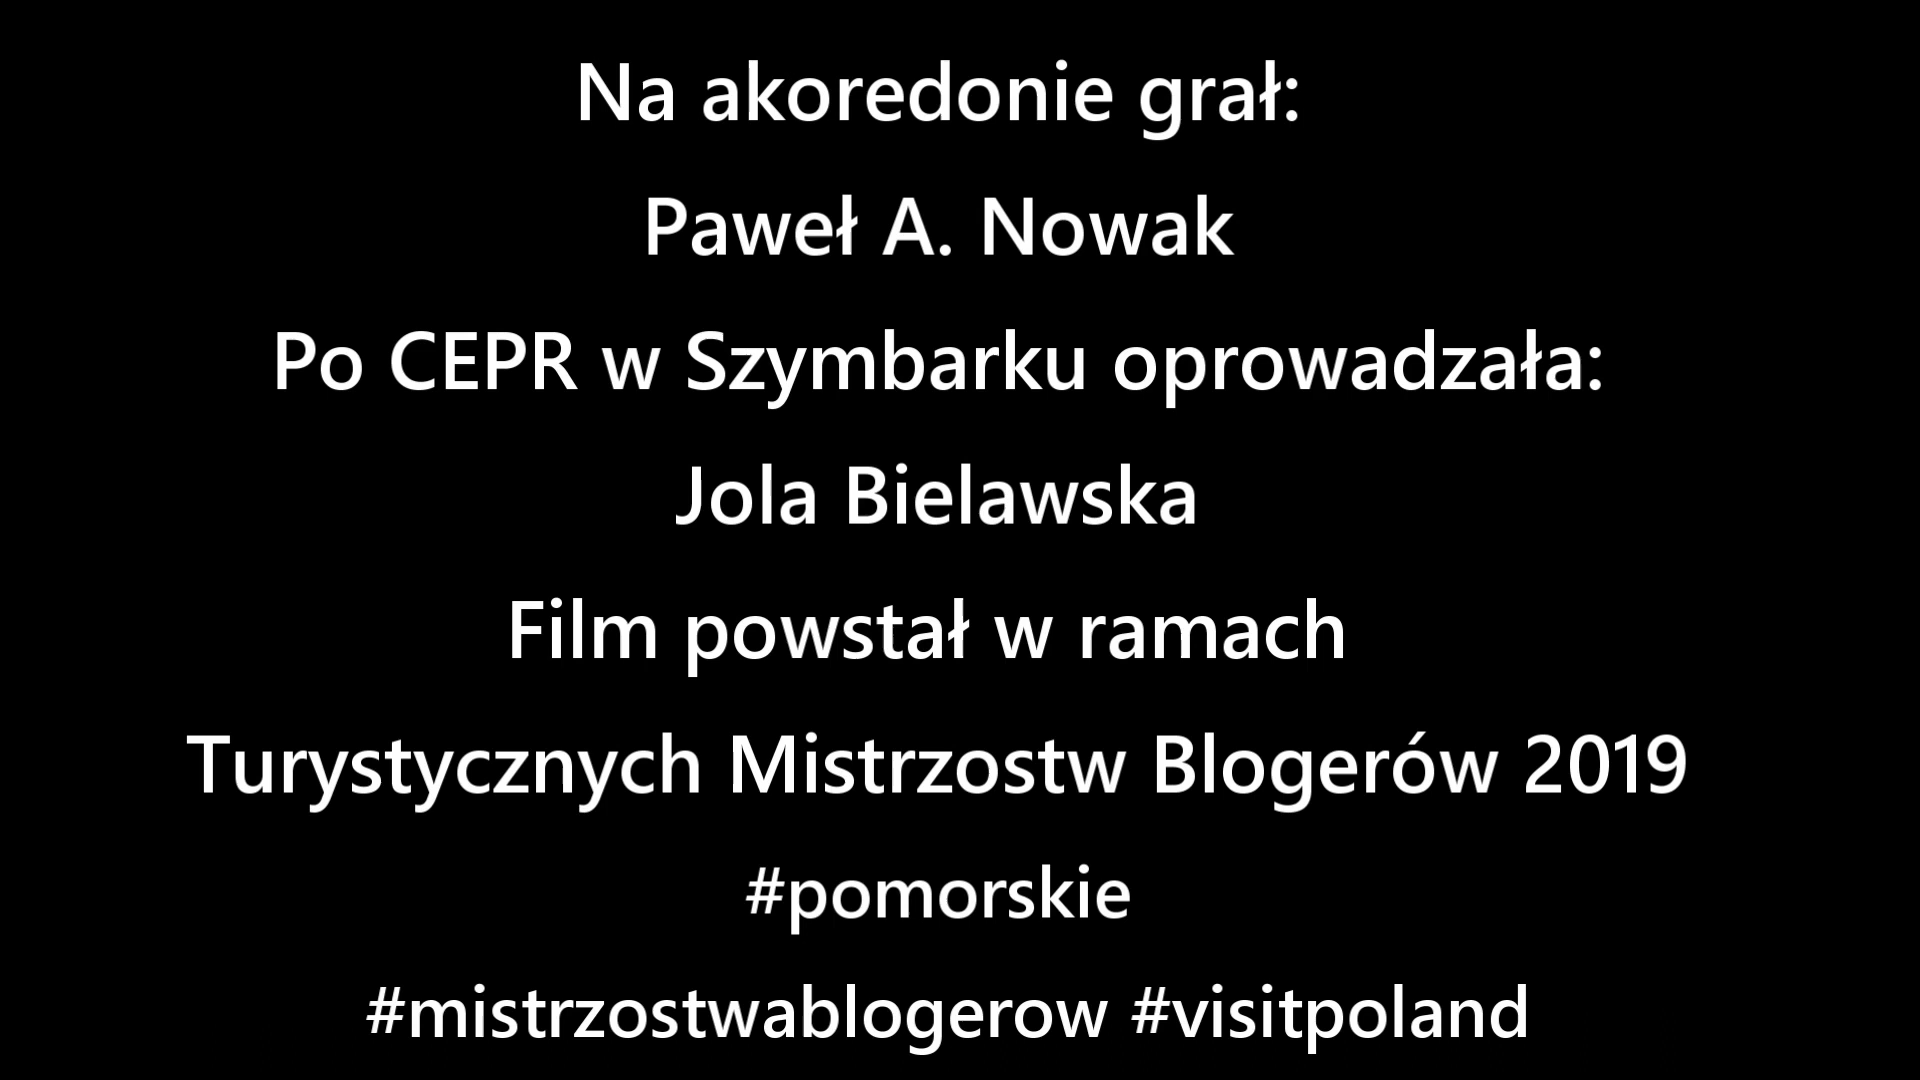 Na akoredonie grał:
Paweł A. Nowak
Po CEPR w Szymbarku oprowadzała:
Jola Bielawska
Film powstał w ramach
Turystycznych Mistrzostw Blogerów 2019
#pomorskie
#mistrzostwablogerow #visitpoland